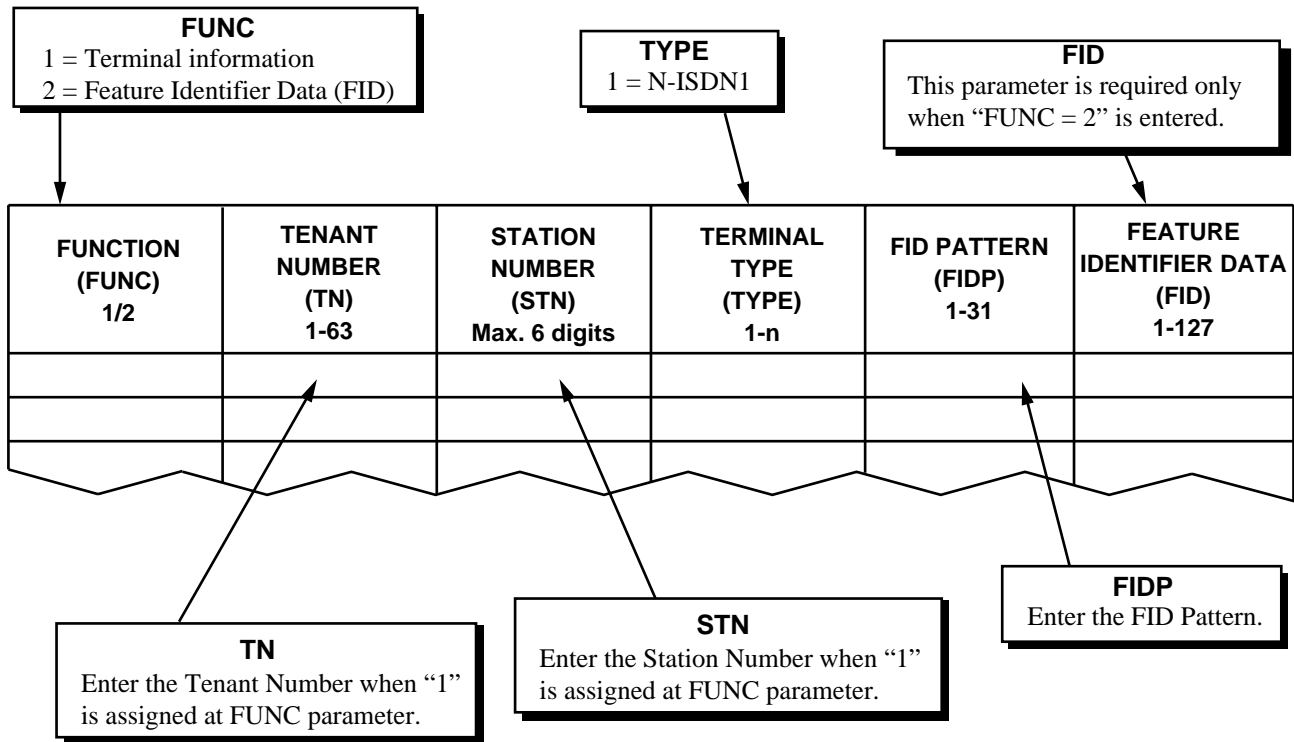 FUNC
1 = Terminal information
2 = Feature Identifier Data (FID)
TYPE
1 = N-ISDN1
FID
This parameter is required only
when “FUNC = 2” is entered.
FUNCTION
(FUNC)
1/2
TENANT
NUMBER
(TN)
1-63
STATION
NUMBER
(STN)
Max. 6 digits
TERMINAL
TYPE
(TYPE)
1-n
FID PATTERN
(FIDP)
1-31
FEATURE
IDENTIFIER DATA
(FID)
1-127
TN
Enter the Tenant Number when “1”
is assigned at FUNC parameter.
STN
Enter the Station Number when “1”
is assigned at FUNC parameter.
FIDP
Enter the FID Pattern.